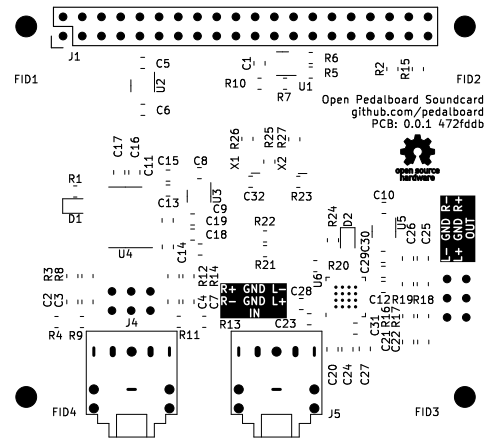 J1
C5
C1
R6
R5
R2
R15
FID1
U2
R10
R7
U1
FID2
C6
Open Pedalboard Soundcard
github.com/pedalboard
PCB: 0.0.1 472fddb
C17
C16
C11
C15
C8
R26
R25
R27
X1
X2
open source
hardware
R1
C32
R23
D1
C13
U3
C9
C19
C18
R22
R24
D2
C10
C30
U5
C26
C25
L- GND R-
L+ GND R+
OUT
U4
C14
R21
U6
C29
R3
R8
R12
R14
R20
C2
C3
C4
C7
R+ GND L-
R- GND L+
IN
C28
C12
R19
R18
R4
R9
J4
R11
R13
C23
C31
R16
R17
C21
C22
C20
C24
C27
FID4
J5
FID3